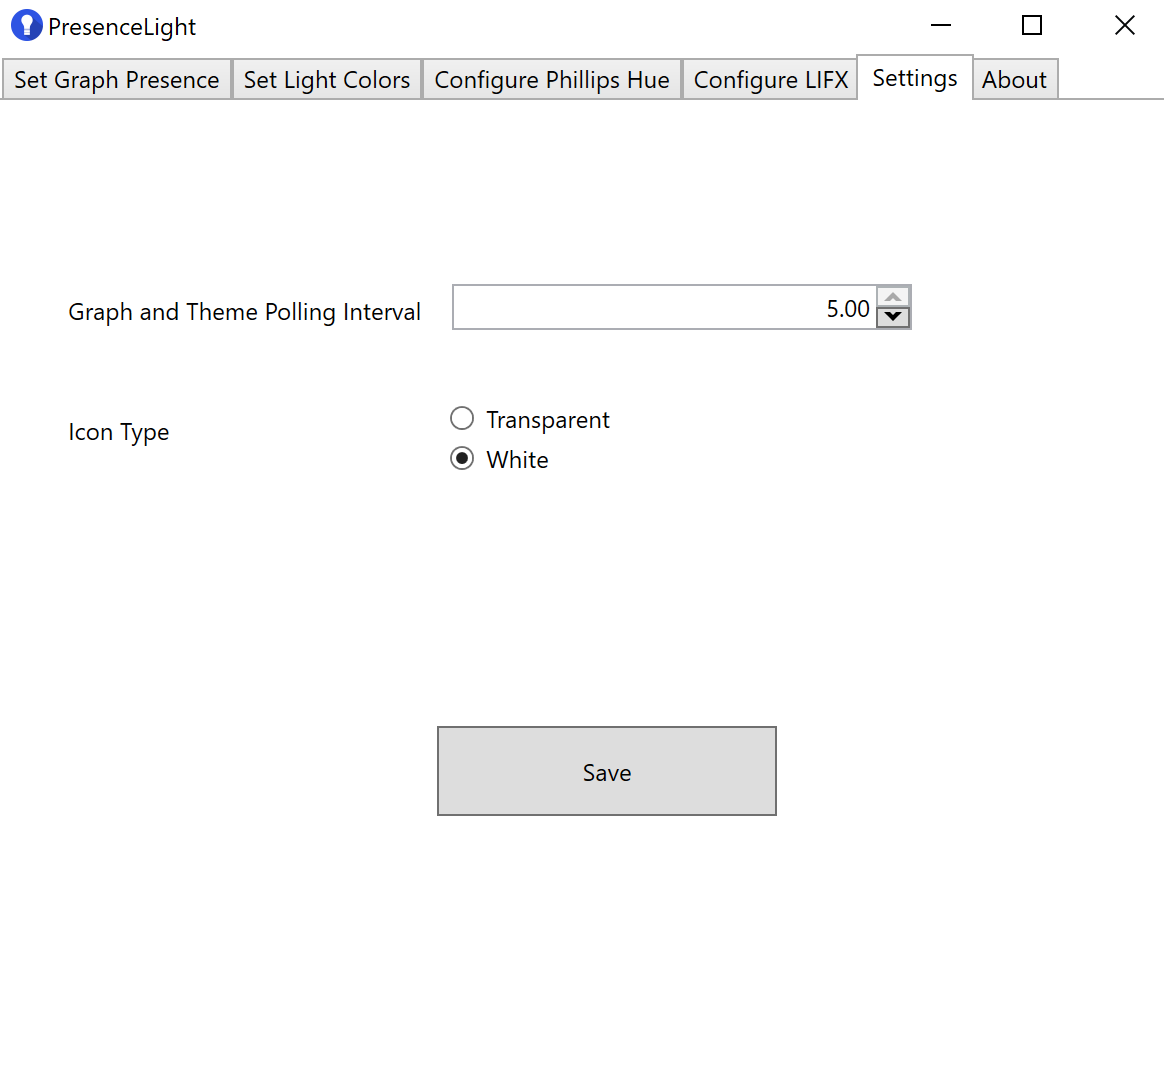 PresenceLight
Set Graph Presence Set Light Colors Configure Phillips Hue Configure LIFX Settings About
Graph and Theme Polling Interval 5.00
Icon Type
Transparent
White
Save